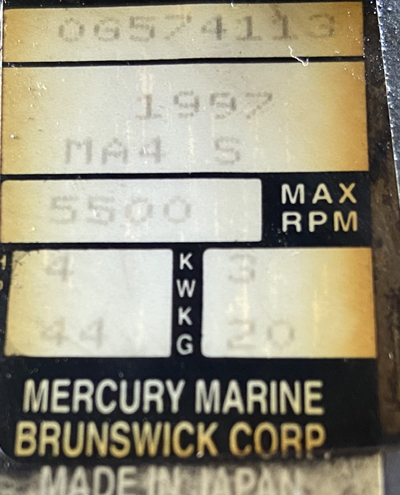 0G574113
1997
MA4 S
5500 MAX RPM
4 KW 3
44 KG 20
MERCURY MARINE
BRUNSWICK CORP
MADE IN JAPAN